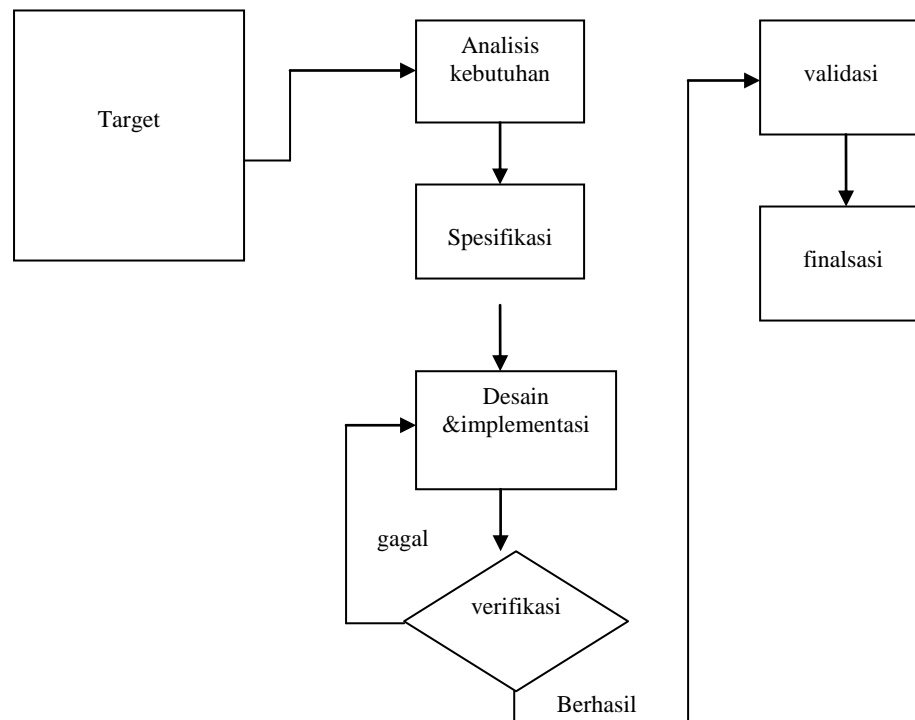 Target
Analisis
kebutuhan
Spesifikasi
Desain
&implementasi
gagal
verifikasi
Berhasil
validasi
finalsasi